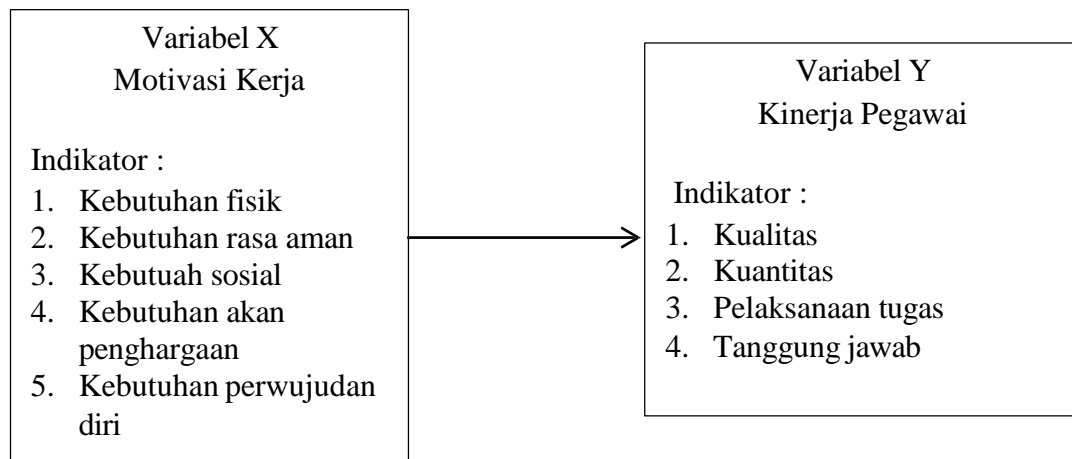 Variabel X
Motivasi Kerja
Indikator :
1. Kebutuhan fisik
2. Kebutuhan rasa aman
3. Kebutuah sosial
4. Kebutuhan akan
penghargaan
5. Kebutuhan perwujudan
diri
Variabel Y
Kinerja Pegawai
Indikator :
1. Kualitas
2. Kuantitas
3. Pelaksanaan tugas
4. Tanggung jawab